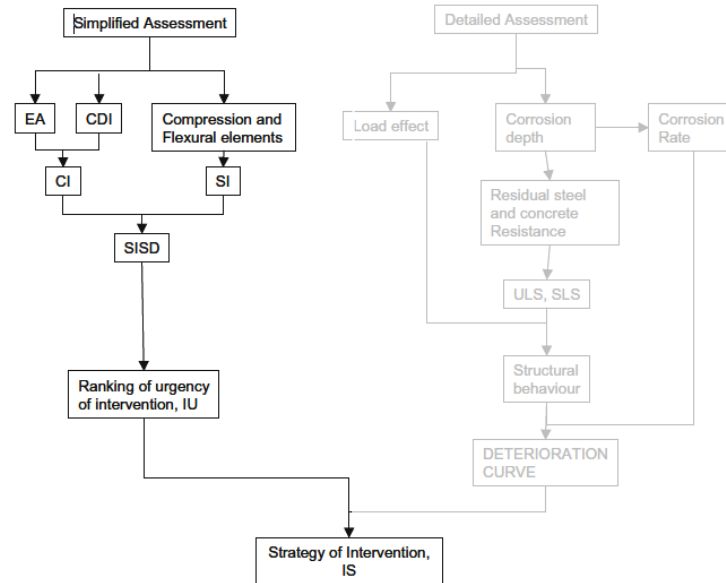 Simplified Assessment
EA
CDI
Compression and
Flexural elements
CI
SI
SISD
Ranking of urgency
of intervention, IU
Detailed Assessment
Load effect
Corrosion
depth
Corrosion
Rate
Residual steel
and concrete
Resistance
ULS, SLS
Structural
behaviour
DETERIORATION
CURVE
Strategy of Intervention,
IS